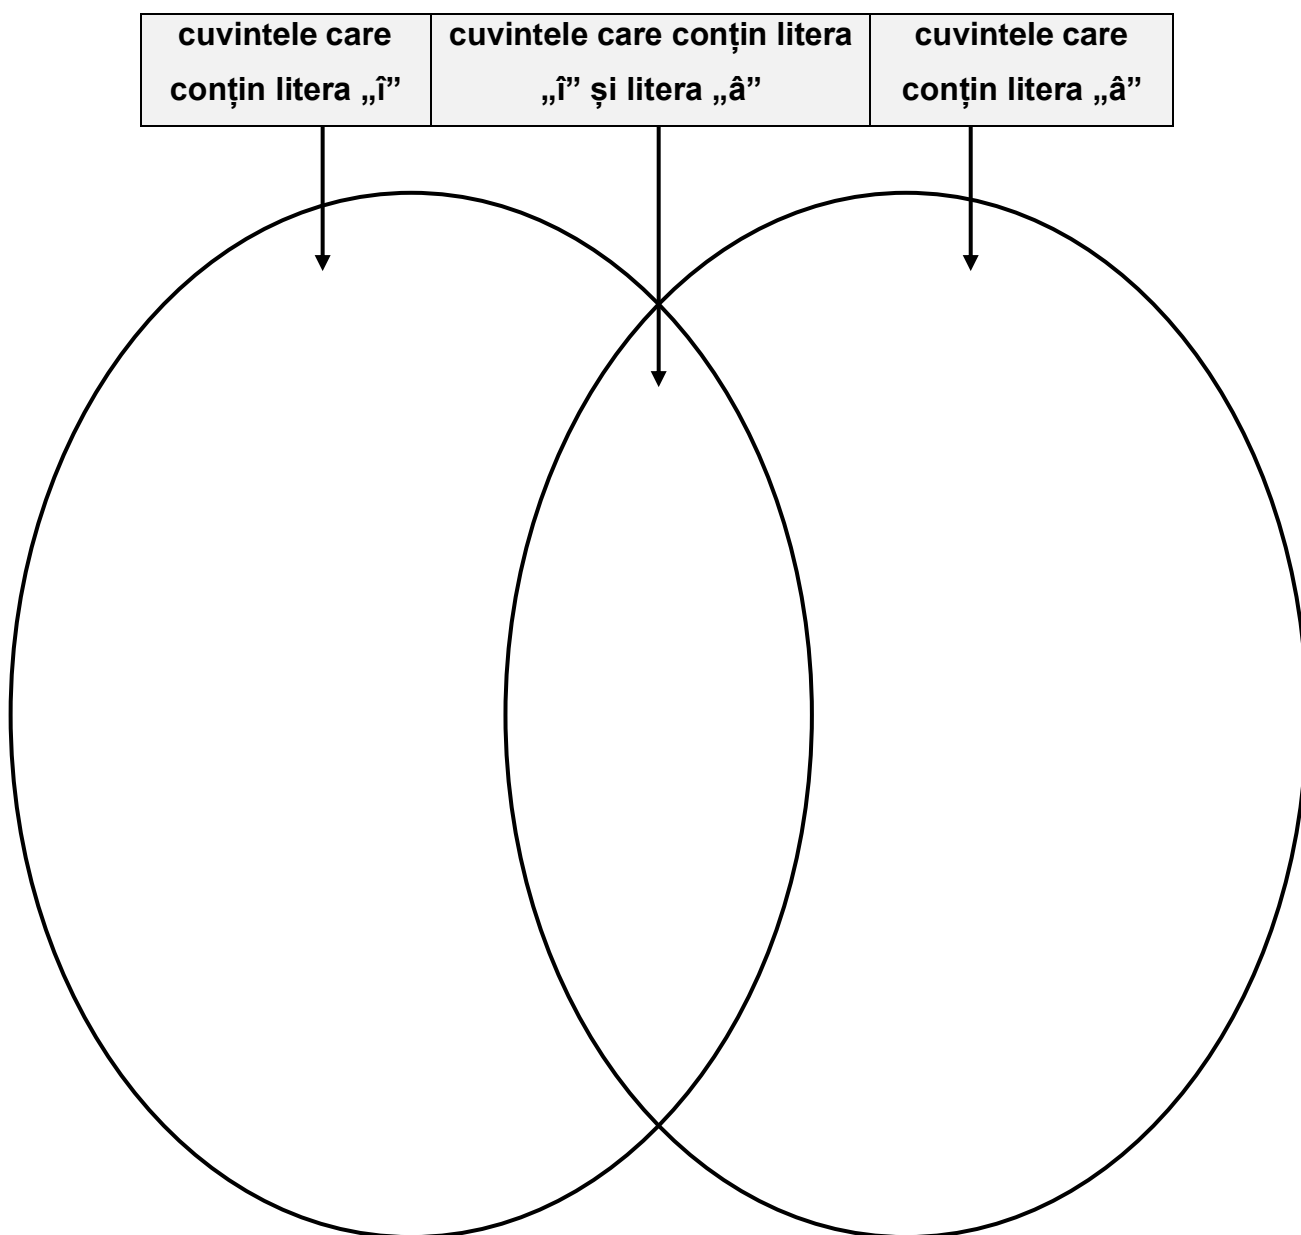 cuvintele care
conțin litera „î”
cuvintele care conțin litera
„î” și litera „â”
cuvintele care
conțin litera „â”